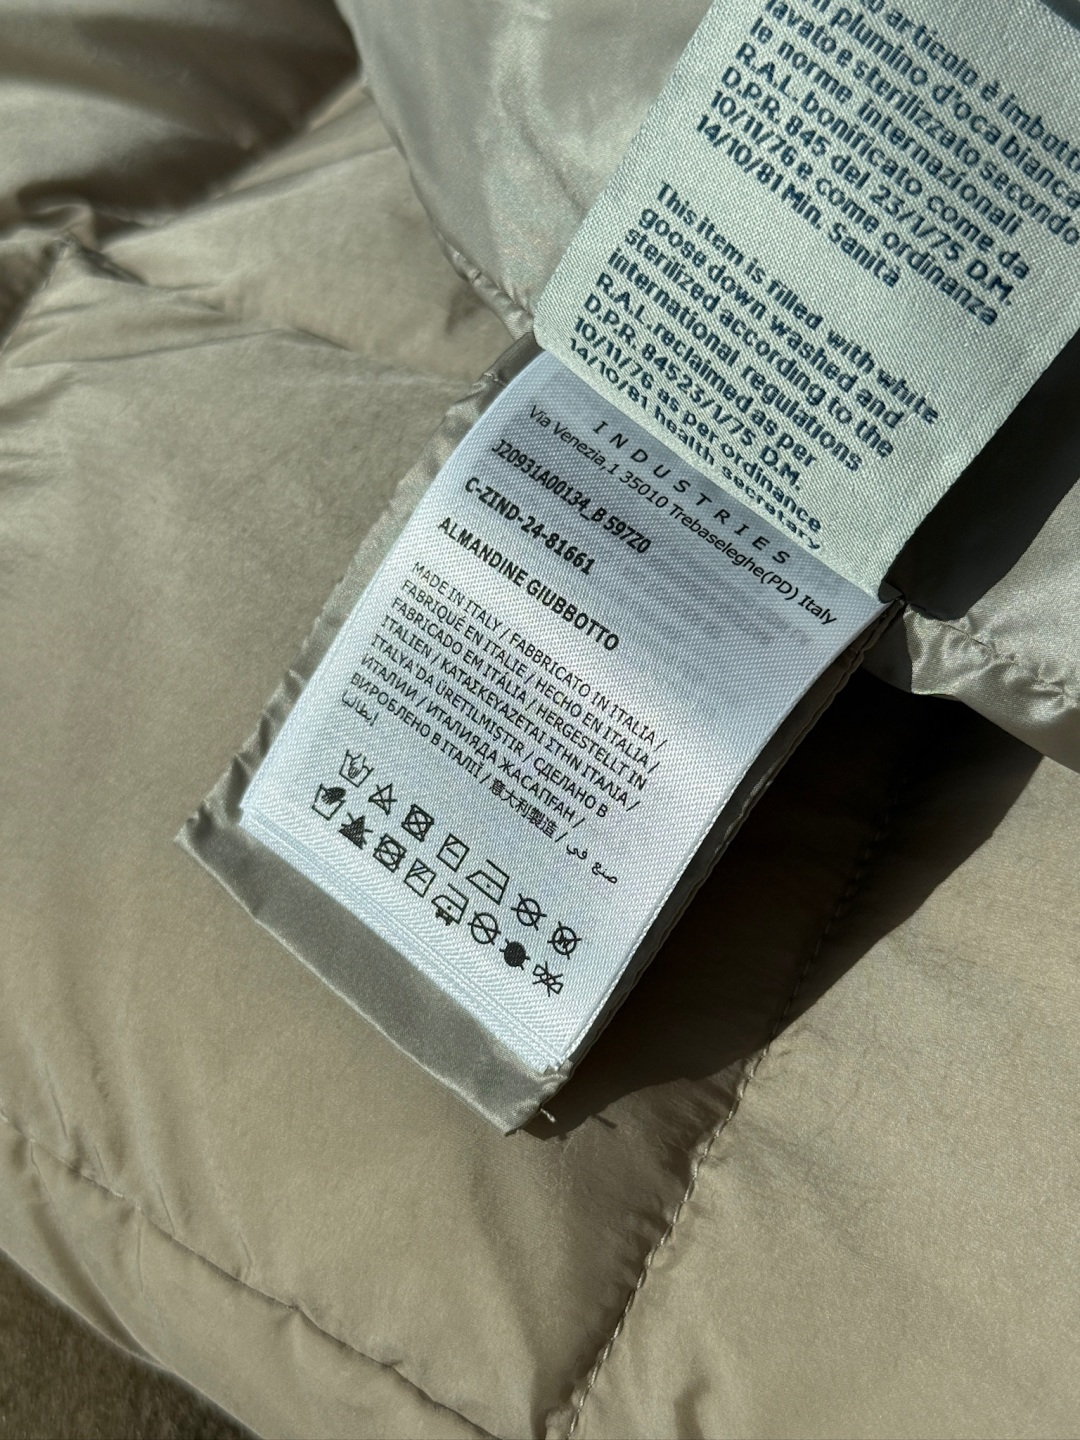 articolo è imbottito
plumino d'oca bianca
lavato e sterilizzato secondo
le norme internazionali
R.A.L. bonificato come da
D.P.R. 845 del 23/1/75 D.M.
10/11/76 e come ordinanza
14/10/81 Min. Sanità
This item is filled with white
goose down washed and
sterilized according to the
international regulations
R.A.L. reclaimed as per
D.P.R. 84523/1/75 D.M.
10/11/76 as per ordinance
14/10/81 health secretary
INDUSTRIES
Via Venezia,1 35010 Trebaseleghe(PD) Italy
J20931A00134_B 597Z0
C-ZIND-24-81661
ALMANDINE GIUBBOTTO
MADE IN ITALY / FABBRICATO IN ITALIA /
FABRIQUÉ EN ITALIE / HECHO EN ITALIA /
FABRICADO EM ITÁLIA / HERGESTELLT IN
ITALIEN / ΚΑΤΑΣΚΕΥΑΖΕΤΑΙ ΣΤΗΝ ΙΤΑΛΙΑ /
ITALYA'DA ÜRETILMISTIR / СДЕЛАНО В
ИТАЛИИ / ИТАЛИЯДА ЖАСАЛҒАН /
ВИРОБЛЕНО В ІТАЛІЇ / 意大利製造 / صنع في
إيطاليا